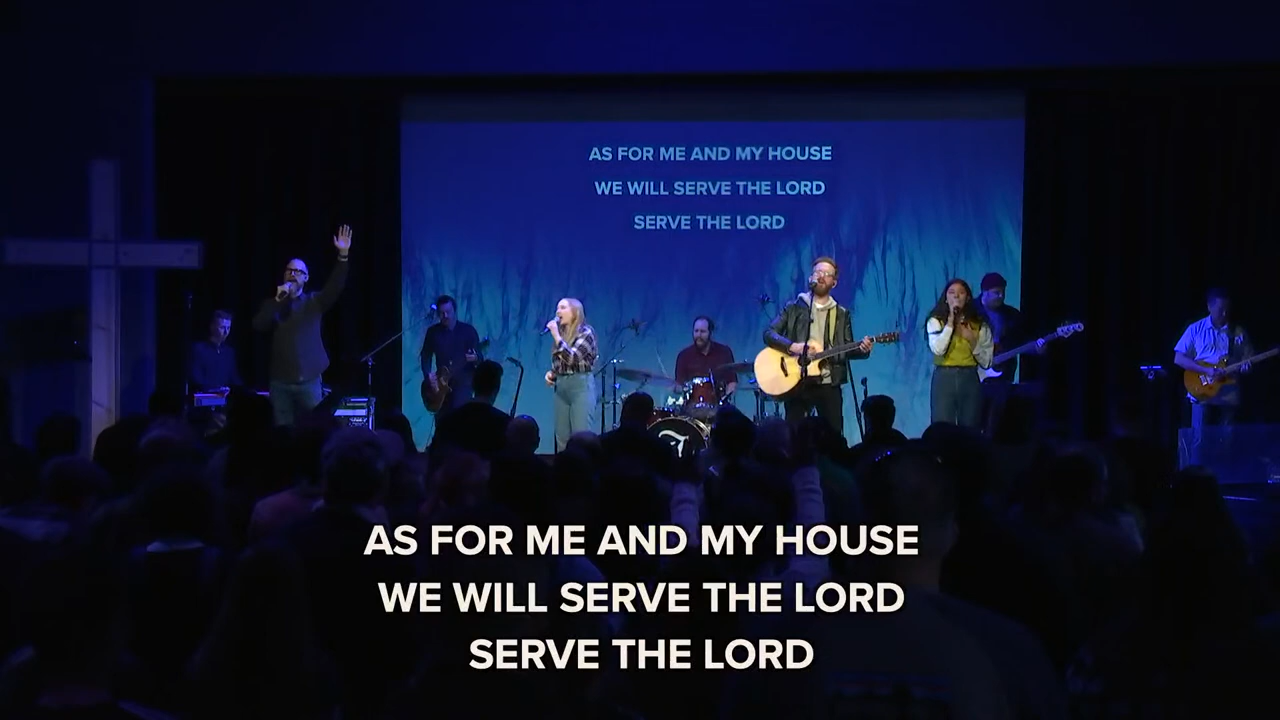 AS FOR ME AND MY HOUSE
WE WILL SERVE THE LORD
SERVE THE LORD
AS FOR ME AND MY HOUSE
WE WILL SERVE THE LORD
SERVE THE LORD